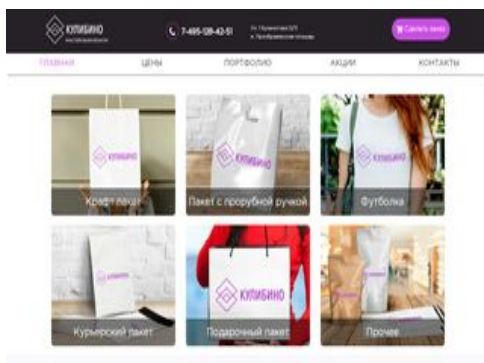 КУЛИБИНО
7-495-128-42-51
Сделать заказ
ГЛАВНАЯ ЦЕНЫ ПОРТФОЛИО АКЦИИ КОНТАКТЫ
КУЛИБИНО
КУЛИБИНО
КУЛИБИНО
Крафт пакет Пакет с прорубной ручкой Футболка
КУЛИБИНО
КУЛИБИНО
Курьерский пакет Подарочный пакет Прочее